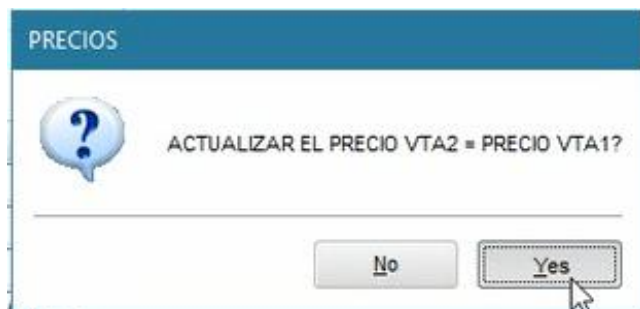 PRECIOS
ACTUALIZAR EL PRECIO VTA2 = PRECIO VTA1?
No
Yes